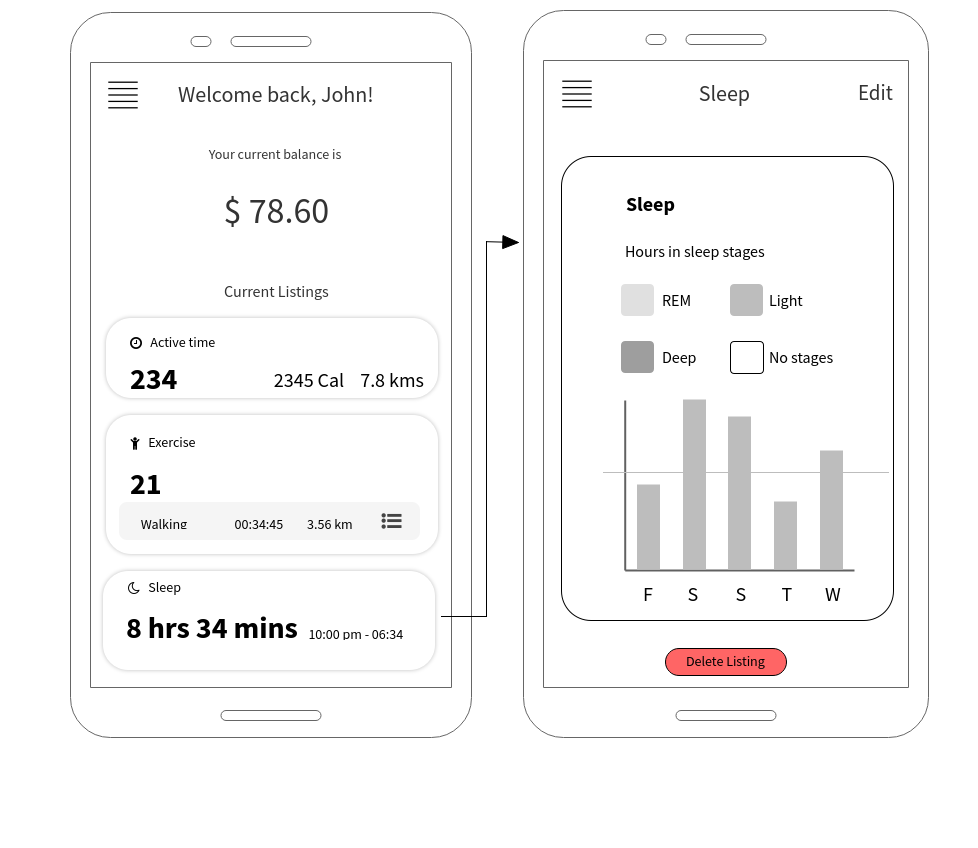 Welcome back, John!
Your current balance is
$ 78.60
Current Listings
Active time
234 2345 Cal 7.8 kms
Exercise
21
Walking 00:34:45 3.56 km
Sleep
8 hrs 34 mins 10:00 pm - 06:34
Sleep Edit
Sleep
Hours in sleep stages
REM Light
Deep No stages
F S S T W
Delete Listing